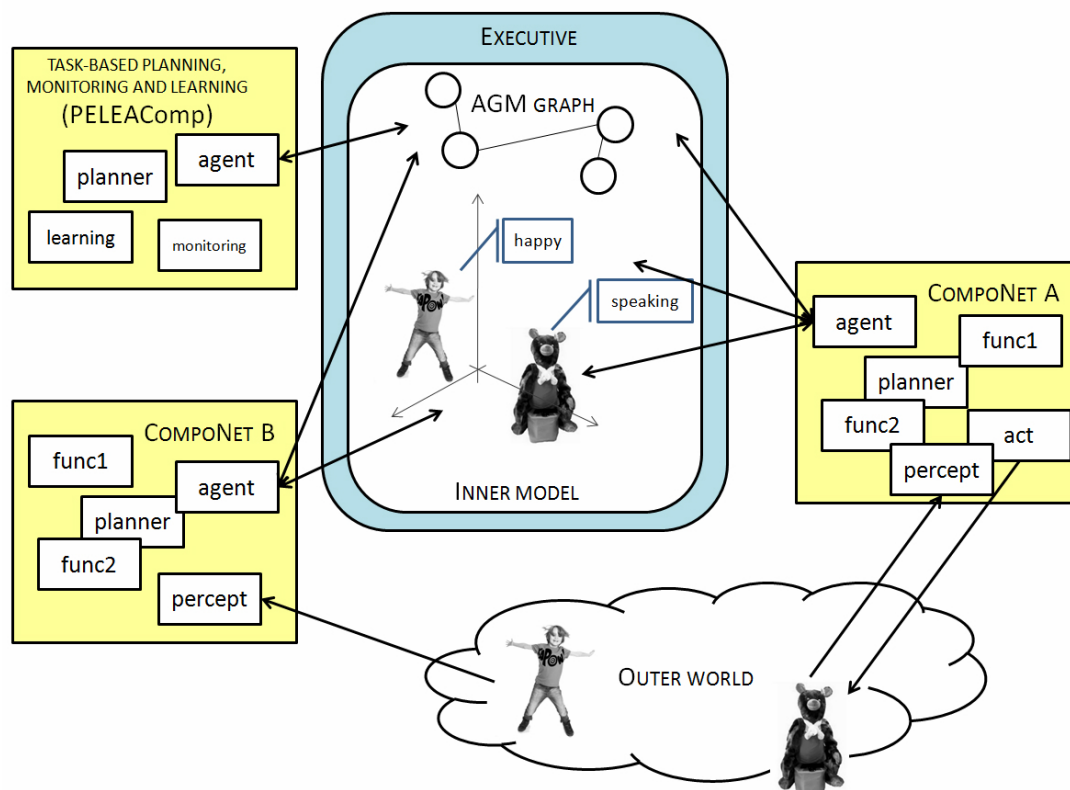 TASK-BASED PLANNING,
MONITORING AND LEARNING
(PELEAComp)
agent
planner
learning
monitoring
EXECUTIVE
AGM GRAPH
happy
speaking
INNER MODEL
COMPONET A
agent
func1
planner
func2
act
percept
COMPONET B
func1
agent
planner
func2
percept
OUTER WORLD